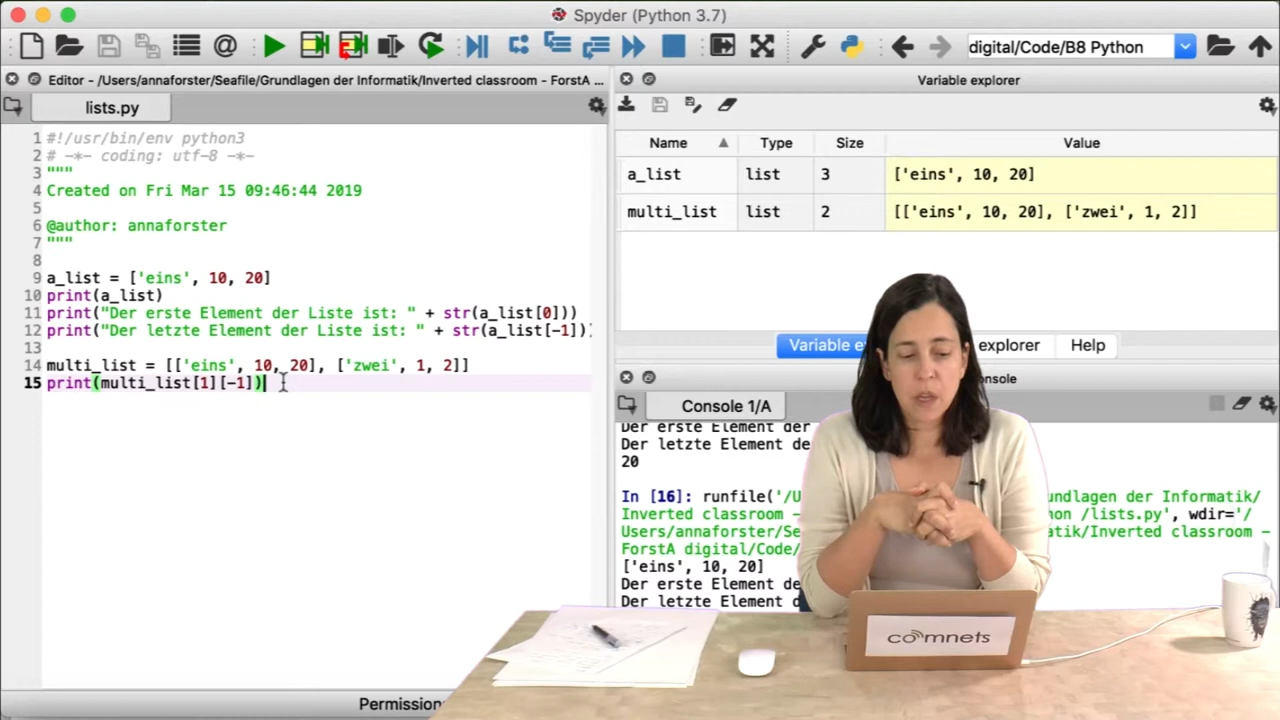 Spyder (Python 3.7)
digital/Code/B8 Python
Editor - /Users/annaforster/Seafile/Grundlagen der Informatik/Inverted classroom - ForstA ...
lists.py
1 #!/usr/bin/env python3
2 # -*- coding: utf-8 -*-
3 """
4 Created on Fri Mar 15 09:46:44 2019
5
6 @author: annaforster
7 """
8
9 a_list = ['eins', 10, 20]
10 print(a_list)
11 print("Der erste Element der Liste ist: " + str(a_list[0]))
12 print("Der letzte Element der Liste ist: " + str(a_list[-1]))
13
14 multi_list = [['eins', 10, 20], ['zwei', 1, 2]]
15 print(multi_list[1][-1])
Permissio
Variable explorer
Name Type Size Value
a_list list 3 ['eins', 10, 20]
multi_list list 2 [['eins', 10, 20], ['zwei', 1, 2]]
Variable e explorer Help
onsole
Console 1/A
Der erste Element der
Der letzte Element de
20
In [16]: runfile('/U undlagen der Informatik/
Inverted classroom - hon /lists.py', wdir='/
Users/annaforster/Se matik/Inverted classroom -
ForstA digital/Code/
['eins', 10, 20]
Der erste Element de
Der letzte Element d
comnets